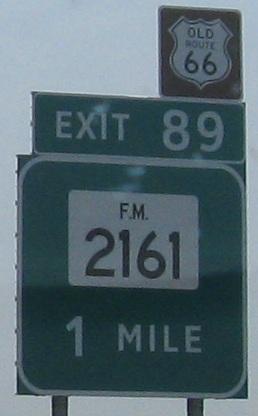 OLD
ROUTE
66
EXIT 89
F.M.
2161
1 MILE